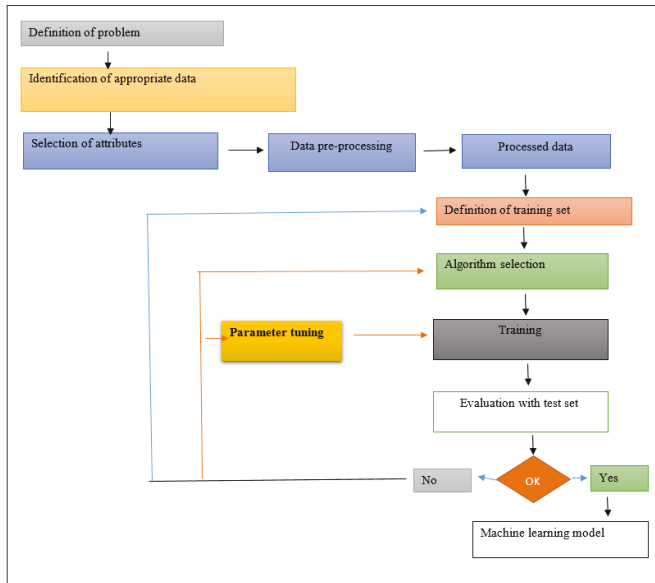 Definition of problem
Identification of appropriate data
Selection of attributes
Data pre-processing
Processed data
Definition of training set
Algorithm selection
Parameter tuning
Training
Evaluation with test set
No
OK
Yes
Machine learning model